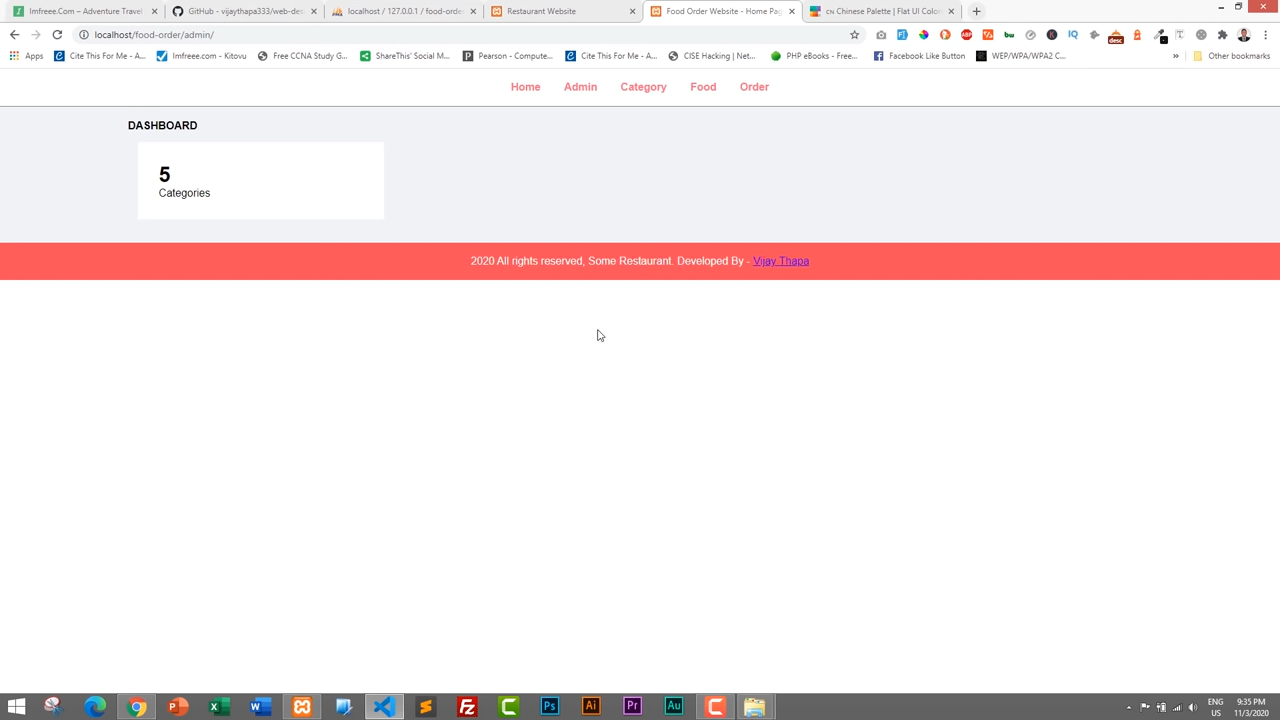 Imfreee.Com – Adventure Travel
GitHub - vijaythapa333/web-des
localhost / 127.0.0.1 / food-orde
Restaurant Website
Food Order Website - Home Pag
CN Chinese Palette | Flat UI Color
localhost/food-order/admin/
Apps
Cite This For Me - A...
Imfreee.com - Kitovu
Free CCNA Study G...
ShareThis' Social M...
Pearson - Compute...
Cite This For Me - A...
CISE Hacking | Net...
PHP eBooks - Free...
Facebook Like Button
WEP/WPA/WPA2 C...
»
Other bookmarks
Home Admin Category Food Order
DASHBOARD
5
Categories
2020 All rights reserved, Some Restaurant. Developed By - Vijay Thapa
ENG
US
9:35 PM
11/3/2020